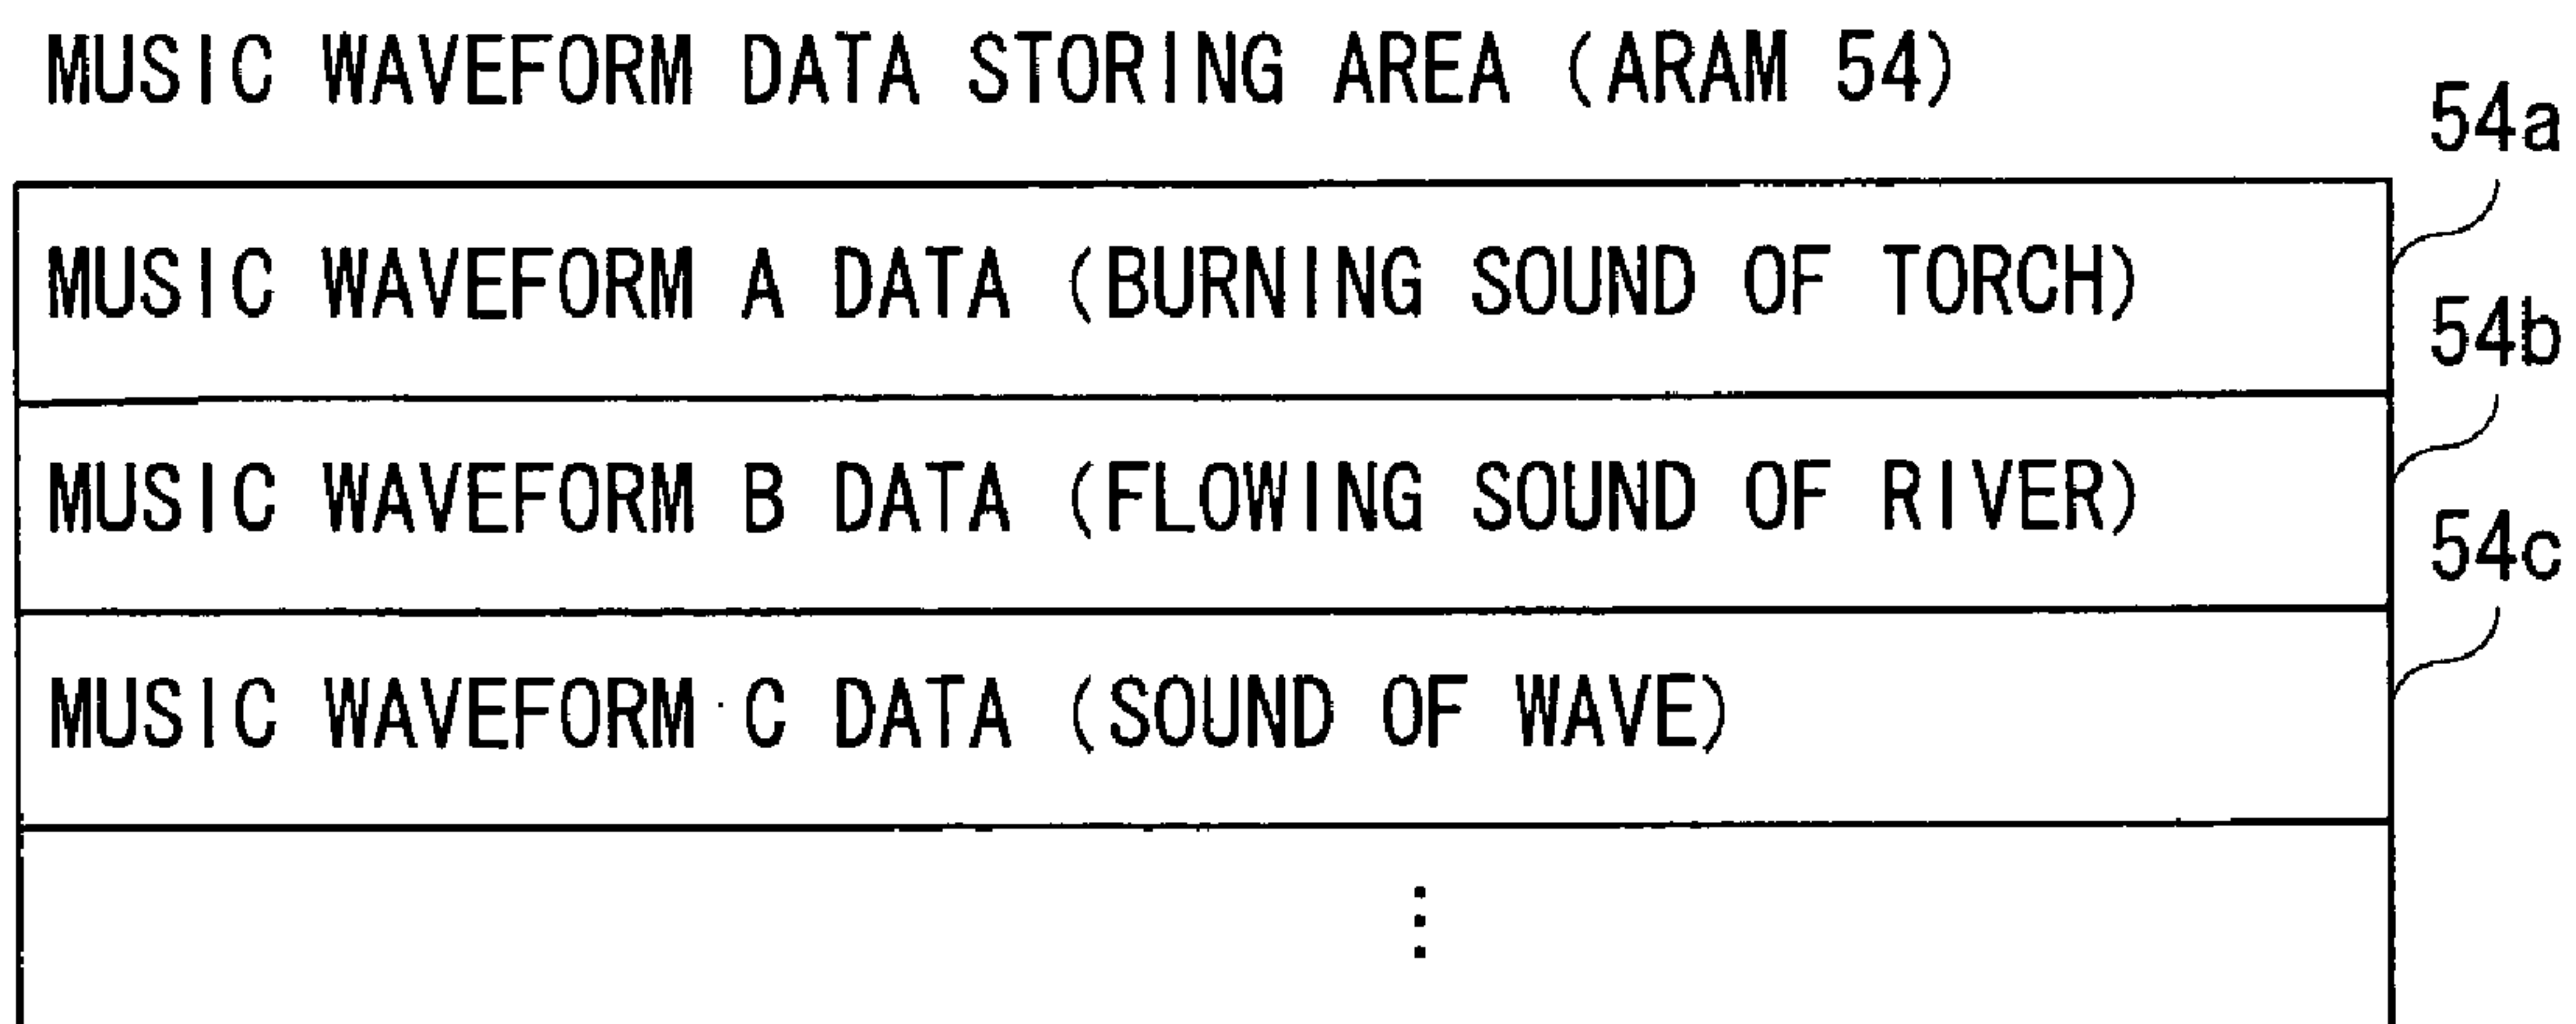 MUSIC WAVEFORM DATA STORING AREA (ARAM 54)
54a
MUSIC WAVEFORM A DATA (BURNING SOUND OF TORCH)
54b
MUSIC WAVEFORM B DATA (FLOWING SOUND OF RIVER)
54c
MUSIC WAVEFORM C DATA (SOUND OF WAVE)
⋮